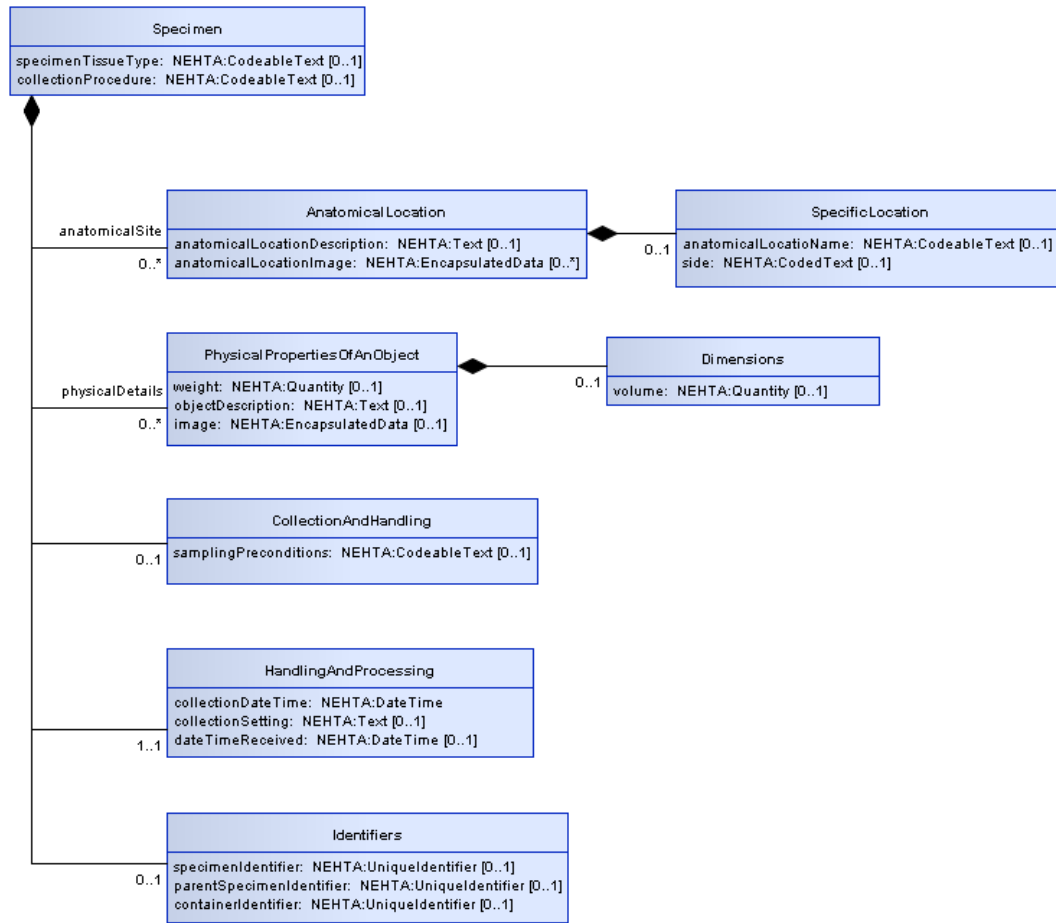 Specimen
specimenTissueType: NEHTA:CodeableText [0..1]
collectionProcedure: NEHTA:CodeableText [0..1]
anatomicalSite
0..*
AnatomicalLocation
anatomicalLocationDescription: NEHTA:Text [0..1]
anatomicalLocationImage: NEHTA:EncapsulatedData [0..*]
0..1
SpecificLocation
anatomicalLocatioName: NEHTA:CodeableText [0..1]
side: NEHTA:CodedText [0..1]
physicalDetails
0..*
PhysicalPropertiesOfAnObject
weight: NEHTA:Quantity [0..1]
objectDescription: NEHTA:Text [0..1]
image: NEHTA:EncapsulatedData [0..1]
0..1
Dimensions
volume: NEHTA:Quantity [0..1]
0..1
CollectionAndHandling
samplingPreconditions: NEHTA:CodeableText [0..1]
1..1
HandlingAndProcessing
collectionDateTime: NEHTA:DateTime
collectionSetting: NEHTA:Text [0..1]
dateTimeReceived: NEHTA:DateTime [0..1]
0..1
Identifiers
specimenIdentifier: NEHTA:UniqueIdentifier [0..1]
parentSpecimenIdentifier: NEHTA:UniqueIdentifier [0..1]
containerIdentifier: NEHTA:UniqueIdentifier [0..1]